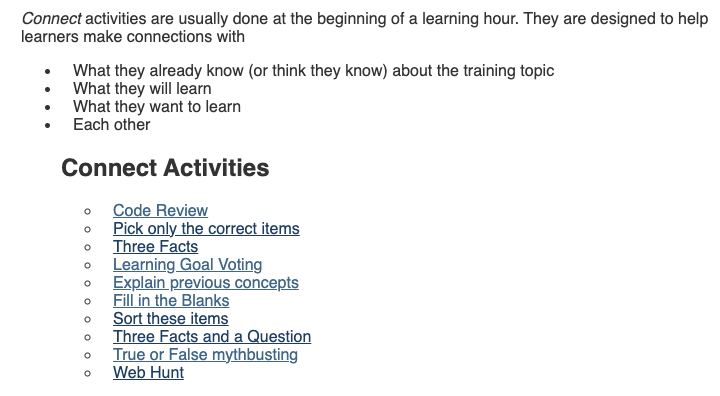 Connect activities are usually done at the beginning of a learning hour. They are designed to help
learners make connections with
• What they already know (or think they know) about the training topic
• What they will learn
• What they want to learn
• Each other
Connect Activities
◦ Code Review
◦ Pick only the correct items
◦ Three Facts
◦ Learning Goal Voting
◦ Explain previous concepts
◦ Fill in the Blanks
◦ Sort these items
◦ Three Facts and a Question
◦ True or False mythbusting
◦ Web Hunt